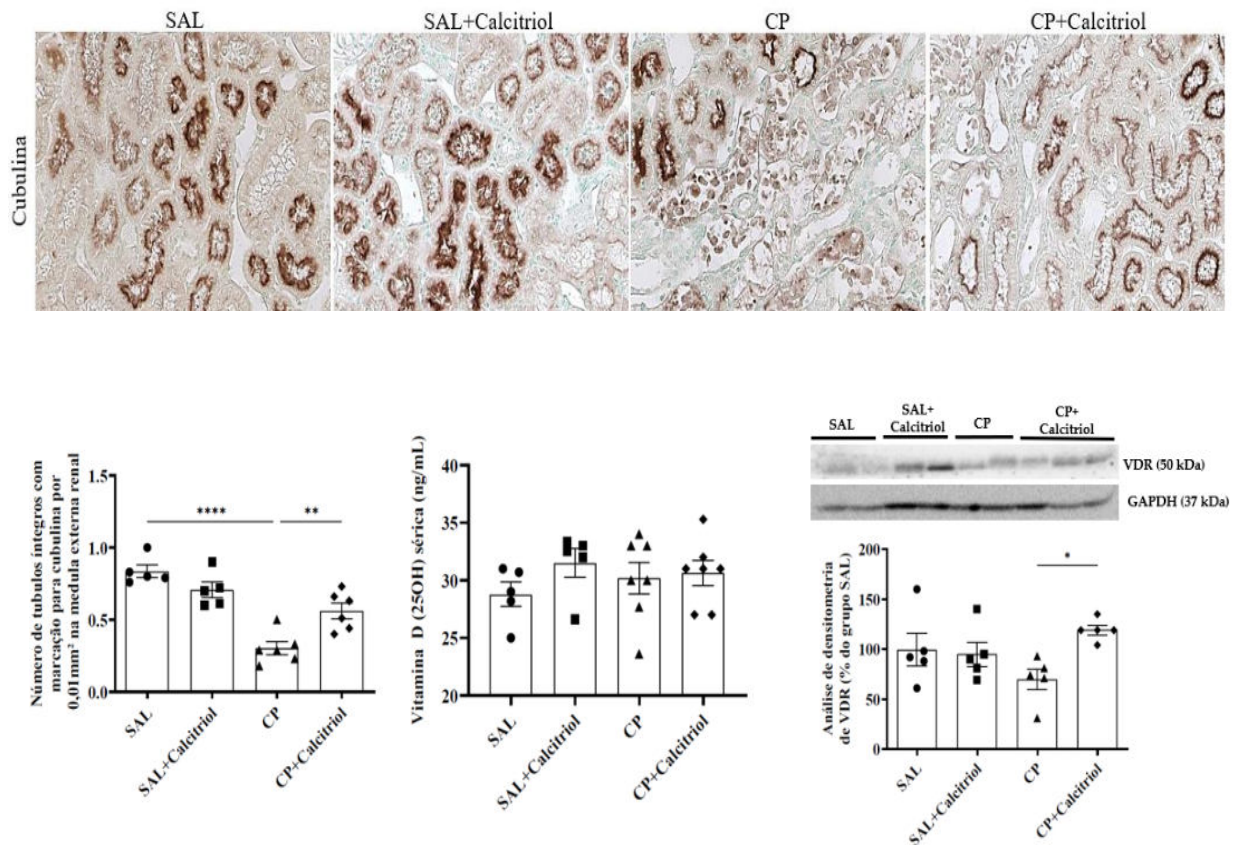 SAL
SAL+Calcitriol
CP
CP+Calcitriol
Cubulina
Número de tubulos íntegros com
marcação para cubulina por
0,01mm² na medula externa renal
1,5
1.0
0.5
0.0
****
**
SAL
SAL+Calcitriol
CP
CP+Calcitriol
Vitamina D (25OH) sérica (ng/mL)
40
35
30
25
20
SAL
SAL+Calcitriol
CP
CP+Calcitriol
SAL
SAL+
Calcitriol
CP
CP+
Calcitriol
VDR (50 kDa)
GAPDH (37 kDa)
Análise de densitometria
de VDR (% do grupo SAL)
200
150
100
50
0
*
SAL
SAL+Calcitriol
CP
CP+Calcitriol